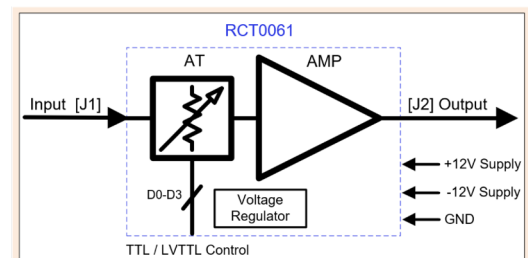 RCT0061
AT
AMP
Input [J1]
[J2] Output
+12V Supply
-12V Supply
GND
D0-D3
Voltage
Regulator
TTL / LVTTL Control